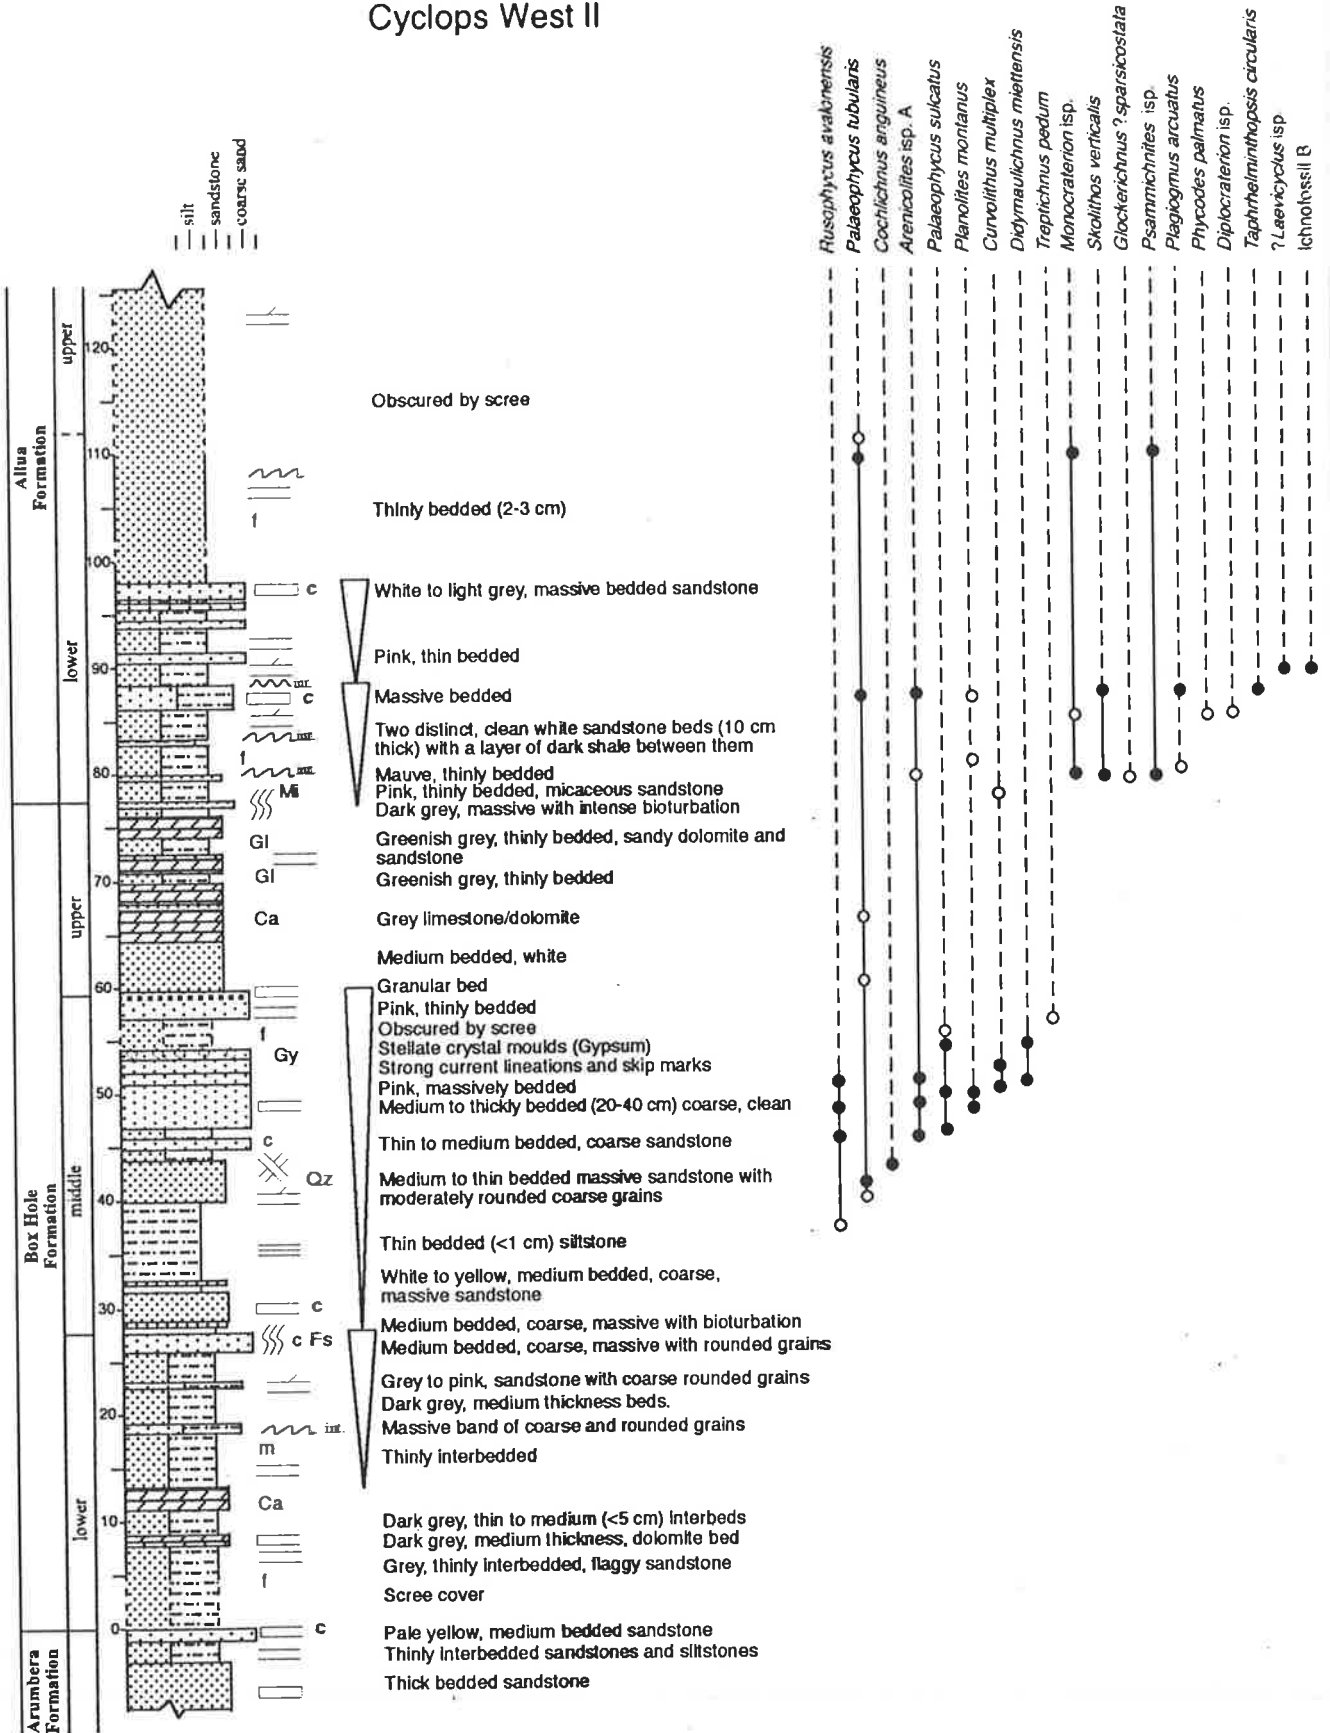 Cyclops West II
silt
sandstone
coarse sand
Rusophycus avalonensis
Palaeophycus tubularis
Cochlichnus anguineus
Arenicolites isp. A
Palaeophycus sulcatus
Planolites montanus
Curvolithus multiplex
Didymaulichnus miettensis
Treptichnus pedum
Monocraterion isp.
Skolithos verticalis
Glockerichnus ? sparsicostata
Psammichnites isp.
Plagiogmus arcuatus
Phycodes palmatus
Diplocraterion isp.
Taphrhelminthopsis circularis
? Laevicyclus isp
Ichnofossil B
Allua
Formation
upper
lower
Box Hole
Formation
upper
middle
lower
Arumbera
Formation
120
110
100
90
80
70
60
50
40
30
20
10
0
Obscured by scree
Thinly bedded (2-3 cm)
f
c
White to light grey, massive bedded sandstone
Pink, thin bedded
int.
c
Massive bedded
Two distinct, clean white sandstone beds (10 cm
thick) with a layer of dark shale between them
int.
f
int.
Mauve, thinly bedded
Mi
Pink, thinly bedded, micaceous sandstone
Dark grey, massive with intense bioturbation
Gl
Greenish grey, thinly bedded, sandy dolomite and
sandstone
Gl
Greenish grey, thinly bedded
Ca
Grey limestone/dolomite
Medium bedded, white
Granular bed
Pink, thinly bedded
f
Obscured by scree
Gy
Stellate crystal moulds (Gypsum)
Strong current lineations and skip marks
Pink, massively bedded
Medium to thickly bedded (20-40 cm) coarse, clean
c
Thin to medium bedded, coarse sandstone
Qz
Medium to thin bedded massive sandstone with
moderately rounded coarse grains
Thin bedded (<1 cm) siltstone
White to yellow, medium bedded, coarse,
massive sandstone
c
Medium bedded, coarse, massive with bioturbation
c Fs
Medium bedded, coarse, massive with rounded grains
Grey to pink, sandstone with coarse rounded grains
Dark grey, medium thickness beds.
int.
Massive band of coarse and rounded grains
m
Thinly interbedded
Ca
Dark grey, thin to medium (<5 cm) interbeds
Dark grey, medium thickness, dolomite bed
Grey, thinly interbedded, flaggy sandstone
f
Scree cover
c
Pale yellow, medium bedded sandstone
Thinly interbedded sandstones and siltstones
Thick bedded sandstone